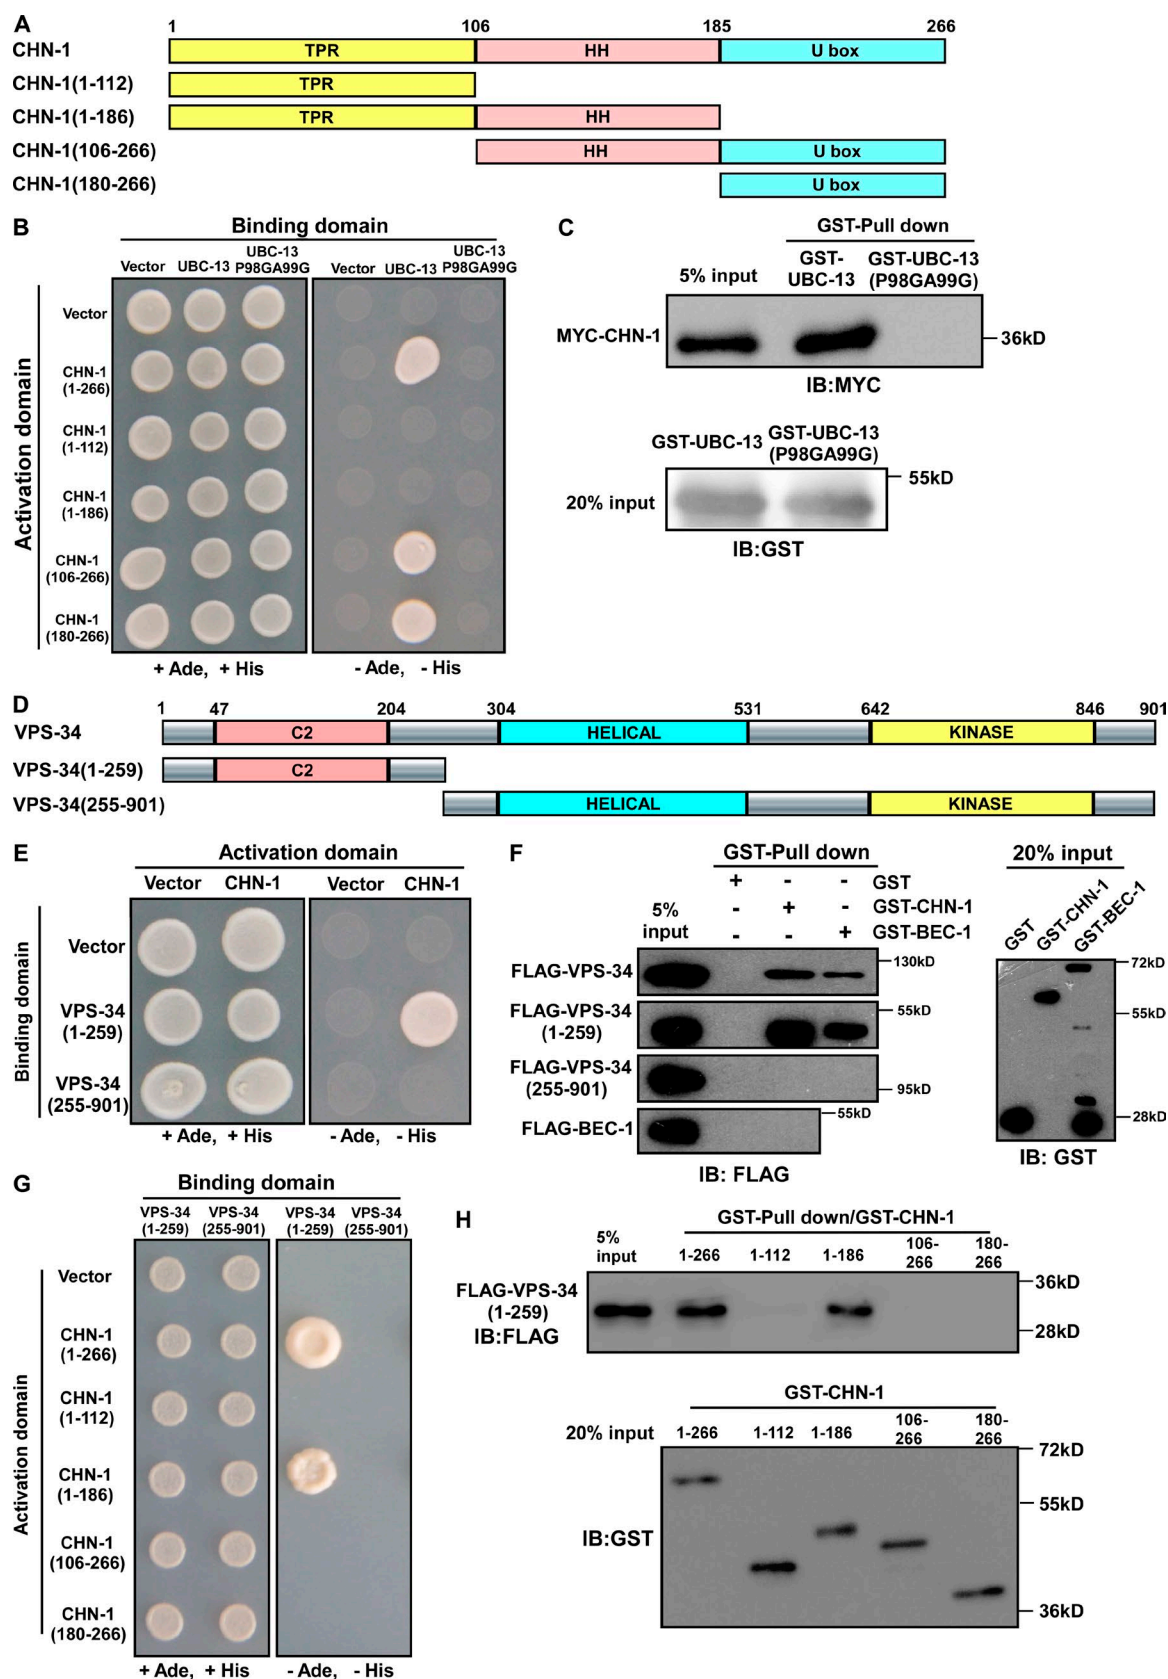 A
1 106 185 266
CHN-1 TPR HH U box
CHN-1(1-112) TPR
CHN-1(1-186) TPR HH
CHN-1(106-266) HH U box
CHN-1(180-266) U box
B
Binding domain
Vector UBC-13 UBC-13 P98GA99G Vector UBC-13 UBC-13 P98GA99G
Activation domain
Vector
CHN-1
(1-266)
CHN-1
(1-112)
CHN-1
(1-186)
CHN-1
(106-266)
CHN-1
(180-266)
+ Ade, + His - Ade, - His
C
GST-Pull down
5% input GST-UBC-13 GST-UBC-13 (P98GA99G)
MYC-CHN-1 36kD
IB:MYC
GST-UBC-13 GST-UBC-13 (P98GA99G)
55kD
20% input
IB:GST
D
1 47 204 304 531 642 846 901
VPS-34 C2 HELICAL KINASE
VPS-34(1-259) C2
VPS-34(255-901) HELICAL KINASE
E
Activation domain
Vector CHN-1 Vector CHN-1
Binding domain
Vector
VPS-34
(1-259)
VPS-34
(255-901)
+ Ade, + His - Ade, - His
F
GST-Pull down
+ - - GST
5% input - + - GST-CHN-1
- - + GST-BEC-1
FLAG-VPS-34 130kD
FLAG-VPS-34 55kD
(1-259)
FLAG-VPS-34
(255-901) 95kD
FLAG-BEC-1 55kD
IB: FLAG
20% input
GST GST-CHN-1 GST-BEC-1
72kD
55kD
28kD
IB: GST
G
Binding domain
VPS-34 VPS-34 VPS-34 VPS-34
(1-259) (255-901) (1-259) (255-901)
Activation domain
Vector
CHN-1
(1-266)
CHN-1
(1-112)
CHN-1
(1-186)
CHN-1
(106-266)
CHN-1
(180-266)
+ Ade, + His - Ade, - His
H
GST-Pull down/GST-CHN-1
5% input 1-266 1-112 1-186 106-266 180-266
FLAG-VPS-34 36kD
(1-259)
IB:FLAG 28kD
GST-CHN-1
20% input 1-266 1-112 1-186 106-266 180-266
72kD
55kD
IB:GST
36kD